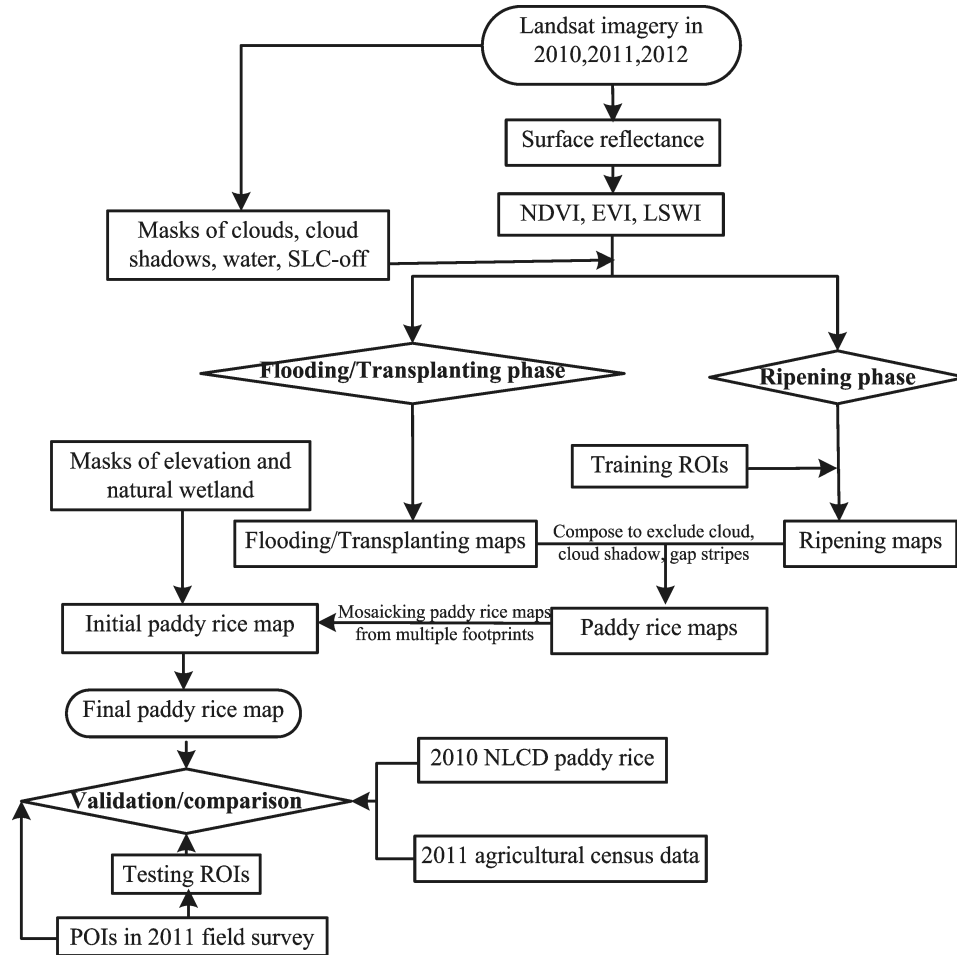 Landsat imagery in
2010,2011,2012
Surface reflectance
NDVI, EVI, LSWI
Masks of clouds, cloud
shadows, water, SLC-off
Flooding/Transplanting phase
Ripening phase
Masks of elevation and
natural wetland
Training ROIs
Flooding/Transplanting maps
Compose to exclude cloud,
cloud shadow, gap stripes
Ripening maps
Initial paddy rice map
Mosaicking paddy rice maps
from multiple footprints
Paddy rice maps
Final paddy rice map
2010 NLCD paddy rice
Validation/comparison
2011 agricultural census data
Testing ROIs
POIs in 2011 field survey